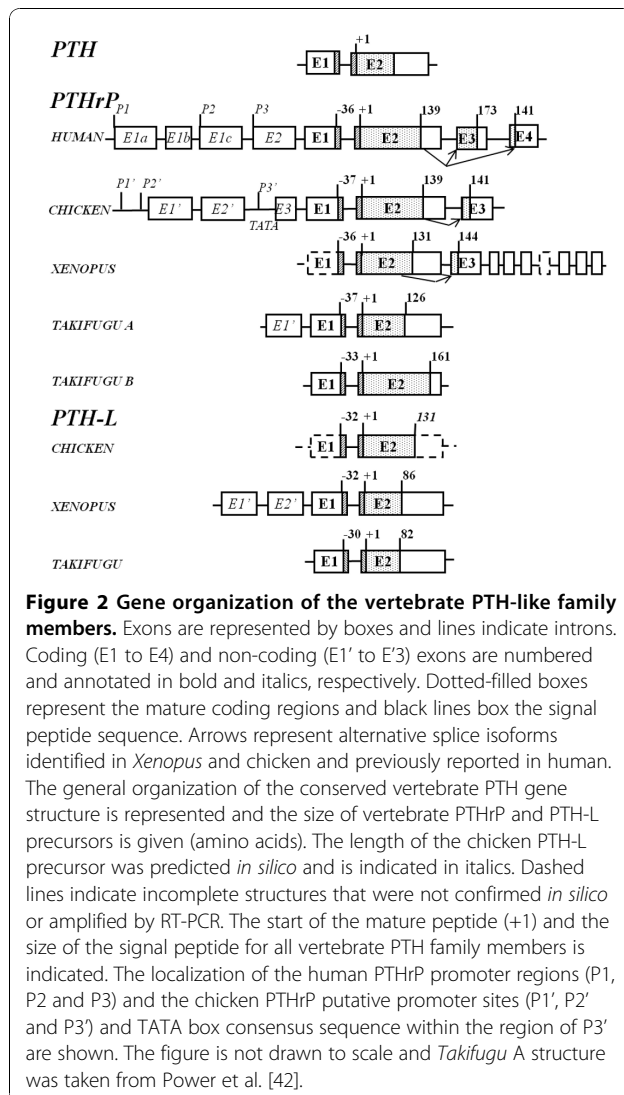 PTH
+1
E1 E2
PTHrP
P1 P2 P3 -36 +1 139 173 141
HUMAN E1a E1b E1c E2 E1 E2 E3 E4
P1' P2' P3' -37 +1 139 141
CHICKEN E1' E2' E3 E1 E2 E3
TATA
-36 +1 131 144
XENOPUS E1 E2 E3
-37 +1 126
TAKIFUGU A E1' E1 E2
-33 +1 161
TAKIFUGU B E1 E2
PTH-L
-32 +1 131
CHICKEN E1 E2
-32 +1 86
XENOPUS E1' E2' E1 E2
-30 +1 82
TAKIFUGU E1 E2
Figure 2 Gene organization of the vertebrate PTH-like family
members. Exons are represented by boxes and lines indicate introns.
Coding (E1 to E4) and non-coding (E1' to E'3) exons are numbered
and annotated in bold and italics, respectively. Dotted-filled boxes
represent the mature coding regions and black lines box the signal
peptide sequence. Arrows represent alternative splice isoforms
identified in Xenopus and chicken and previously reported in human.
The general organization of the conserved vertebrate PTH gene
structure is represented and the size of vertebrate PTHrP and PTH-L
precursors is given (amino acids). The length of the chicken PTH-L
precursor was predicted in silico and is indicated in italics. Dashed
lines indicate incomplete structures that were not confirmed in silico
or amplified by RT-PCR. The start of the mature peptide (+1) and the
size of the signal peptide for all vertebrate PTH family members is
indicated. The localization of the human PTHrP promoter regions (P1,
P2 and P3) and the chicken PTHrP putative promoter sites (P1', P2'
and P3') and TATA box consensus sequence within the region of P3'
are shown. The figure is not drawn to scale and Takifugu A structure
was taken from Power et al. [42].